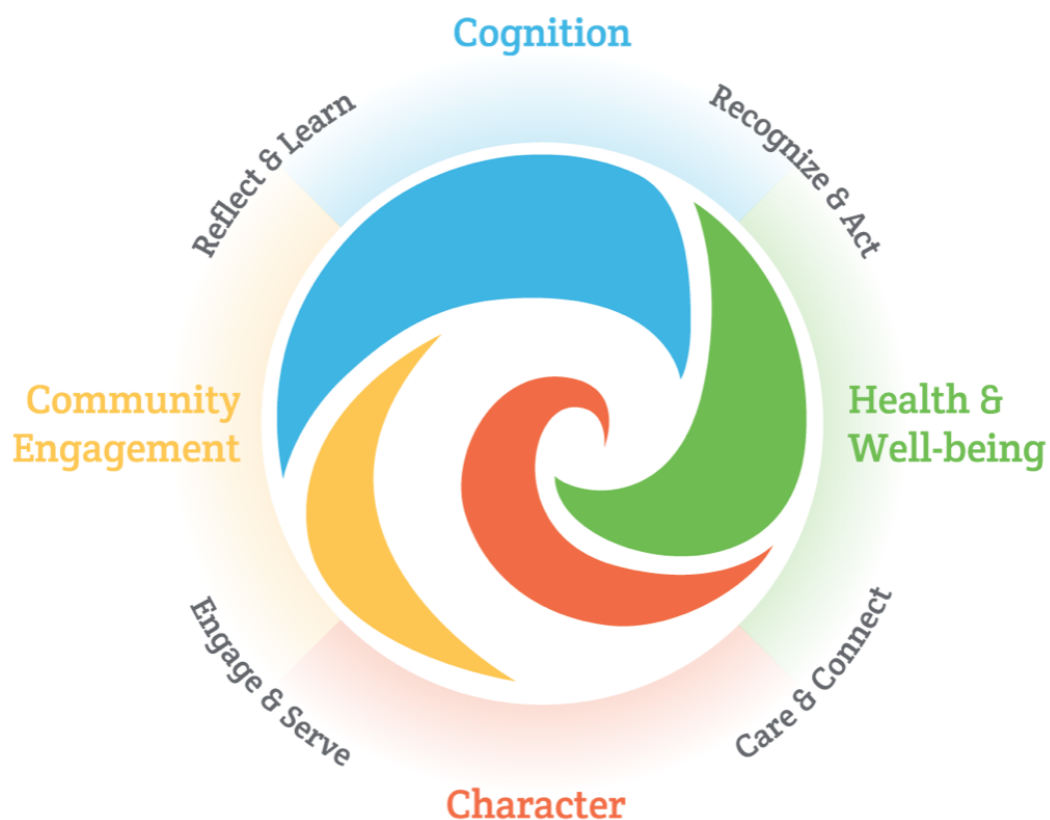 Cognition
Reflect & Learn
Recognize & Act
Community
Engagement
Health &
Well-being
Engage & Serve
Care & Connect
Character